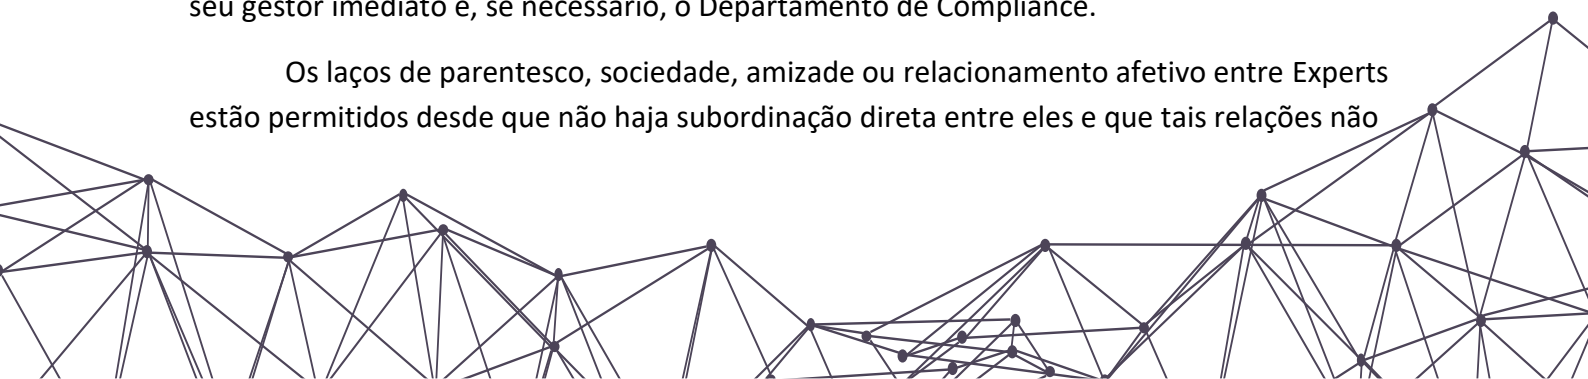 seu gestor imediato e, se necessário, o Departamento de Compliance.
Os laços de parentesco, sociedade, amizade ou relacionamento afetivo entre Experts
estão permitidos desde que não haja subordinação direta entre eles e que tais relações não